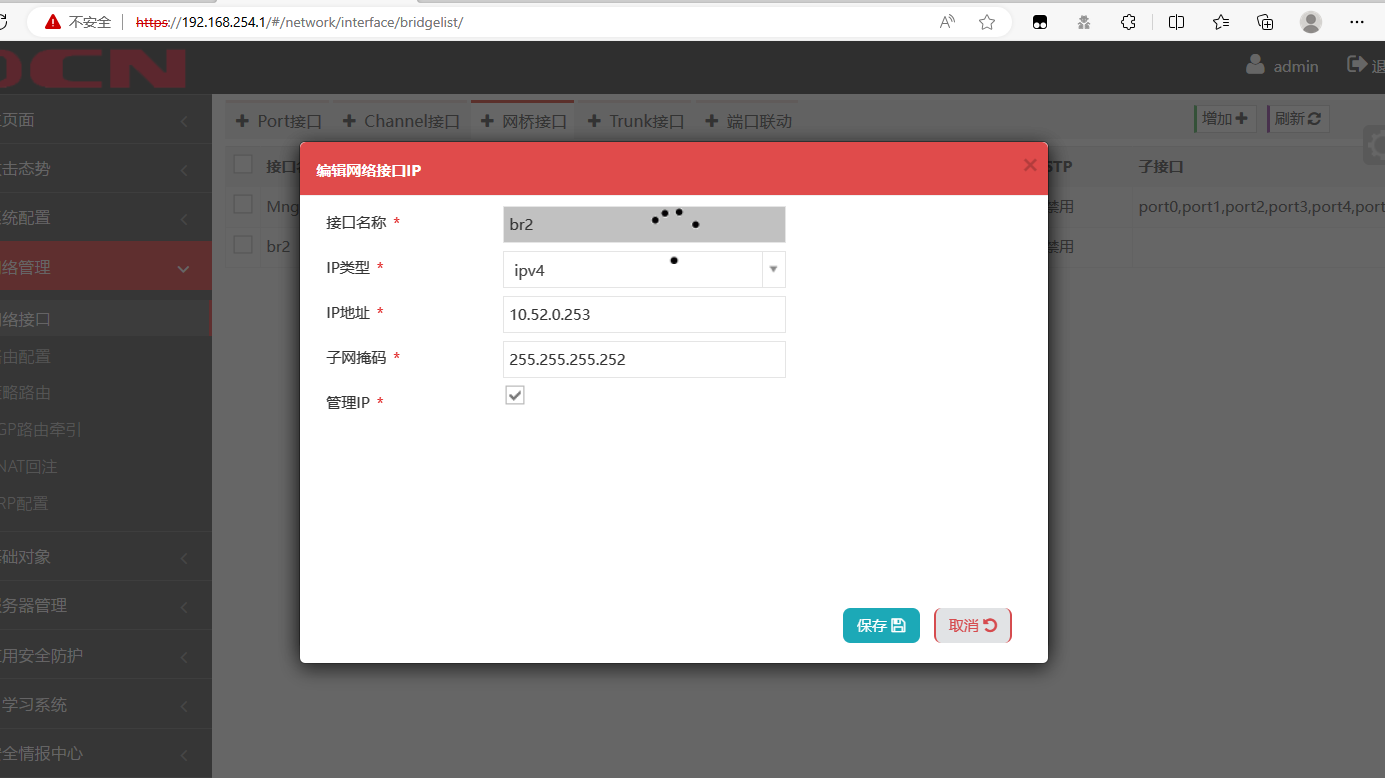 不安全 https://192.168.254.1/#/network/interface/bridgelist/
DCN
admin 退
页面
击态势
统配置
络管理
络接口
由配置
略路由
GP路由牵引
NAT回注
RP配置
础对象
务器管理
用安全防护
学习系统
全情报中心
Port接口 Channel接口 网桥接口 Trunk接口 端口联动
增加 刷新
接口 STP 子接口
Mng 禁用 port0,port1,port2,port3,port4,port
br2 禁用
编辑网络接口IP ×
接口名称 * br2
IP类型 * ipv4
IP地址 * 10.52.0.253
子网掩码 * 255.255.255.252
管理IP *
保存 取消